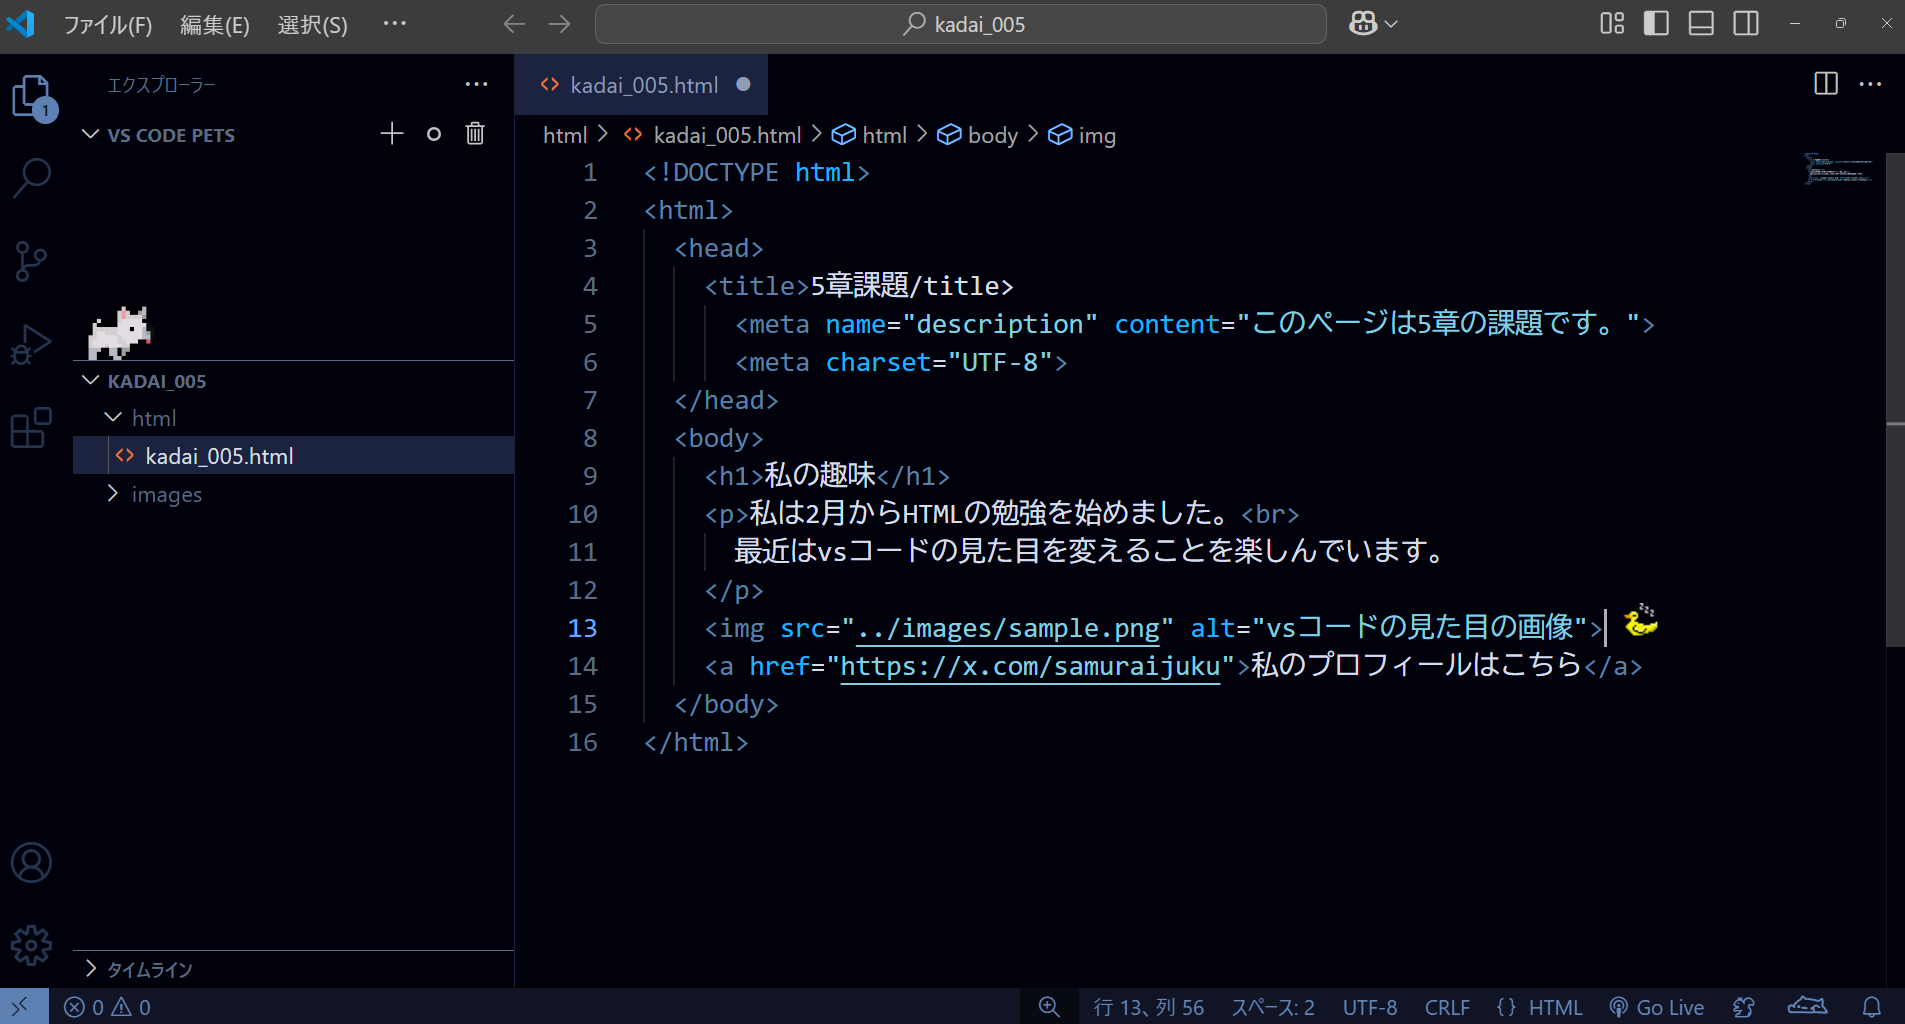 ファイル(F) 編集(E) 選択(S) ··· kadai_005
エクスプローラー ···
1
VS CODE PETS
KADAI_005
html
kadai_005.html
images
タイムライン
kadai_005.html
html > kadai_005.html > html > body > img
1 <!DOCTYPE html>
2 <html>
3 <head>
4 <title>5章課題/title>
5 <meta name="description" content="このページは5章の課題です。">
6 <meta charset="UTF-8">
7 </head>
8 <body>
9 <h1>私の趣味</h1>
10 <p>私は2月からHTMLの勉強を始めました。<br>
11 最近はvsコードの見た目を変えることを楽しんでいます。
12 </p>
13 <img src="../images/sample.png" alt="vsコードの見た目の画像">
14 <a href="https://x.com/samuraijuku">私のプロフィールはこちら</a>
15 </body>
16 </html>
0 0 行 13、列 56 スペース: 2 UTF-8 CRLF {} HTML Go Live